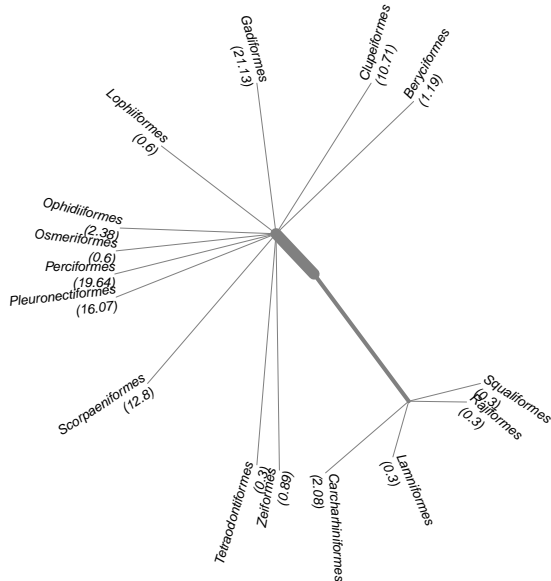 Gadiformes
(21.13)
Clupeiformes
(10.71)
Beryciformes
(1.19)
Lophiiformes
(0.6)
Ophidiiformes
(2.38)
Osmeriformes
(0.6)
Perciformes
(19.64)
Pleuronectiformes
(16.07)
Scorpaeniformes
(12.8)
Tetraodontiformes
(0.3)
Zeiformes
(0.89)
Carcharhiniformes
(2.08)
Lamniformes
(0.3)
Rajiformes
(0.3)
Squaliformes
(0.3)